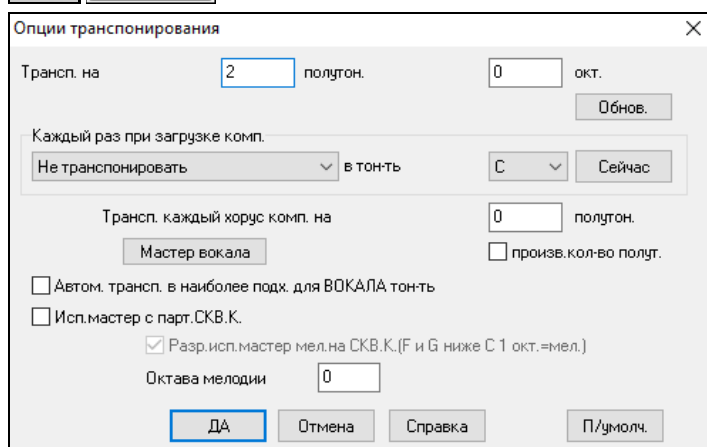 Опции транспонирования
Трансп. на 2 полутон. 0 окт.
Обнов.
Каждый раз при загрузке комп.
Не транспонировать в тон-ть C Сейчас
Трансп. каждый хорус комп. на 0 полутон.
Мастер вокала произв.кол-во полут.
Автом. трансп. в наиболее подх. для ВОКАЛА тон-ть
Исп.мастер с парт.СКВ.К.
Разр.исп.мастер мел.на СКВ.К.(F и G ниже C 1 окт.=мел.)
Октава мелодии 0
ДА Отмена Справка П/умолч.